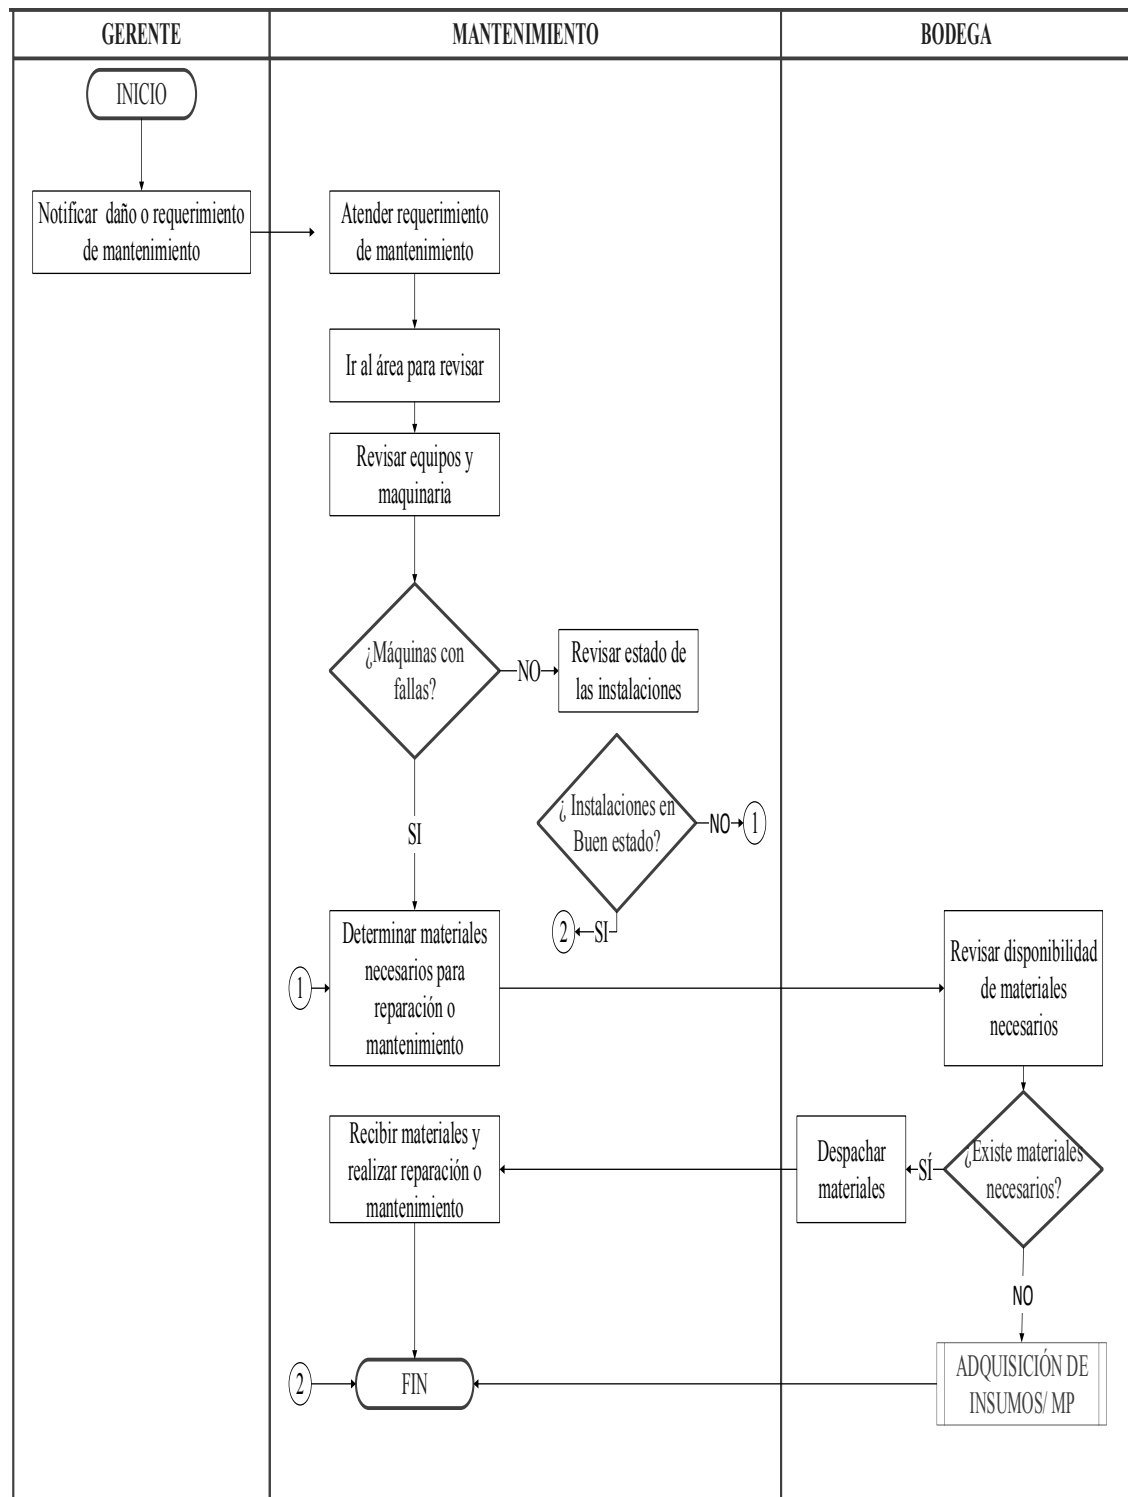 GERENTE
MANTENIMIENTO
BODEGA
INICIO
Notificar daño o requerimiento
de mantenimiento
Atender requerimiento
de mantenimiento
Ir al área para revisar
Revisar equipos y
maquinaria
¿Máquinas con
fallas?
NO
Revisar estado de
las instalaciones
SI
¿ Instalaciones en
Buen estado?
NO
1
SI
2
1
Determinar materiales
necesarios para
reparación o
mantenimiento
Revisar disponibilidad
de materiales
necesarios
¿Existe materiales
necesarios?
SÍ
Despachar
materiales
Recibir materiales y
realizar reparación o
mantenimiento
NO
ADQUISICIÓN DE
INSUMOS/ MP
2
FIN